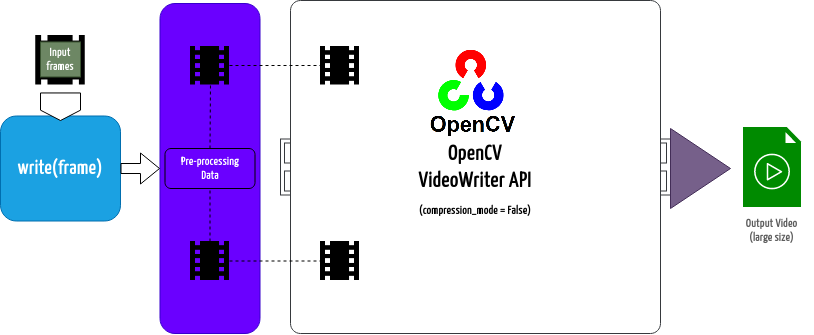 Input
frames
write(frame)
Pre-processing
Data
OpenCV
OpenCV
VideoWriter API
(compression_mode = False)
Output Video
(large size)